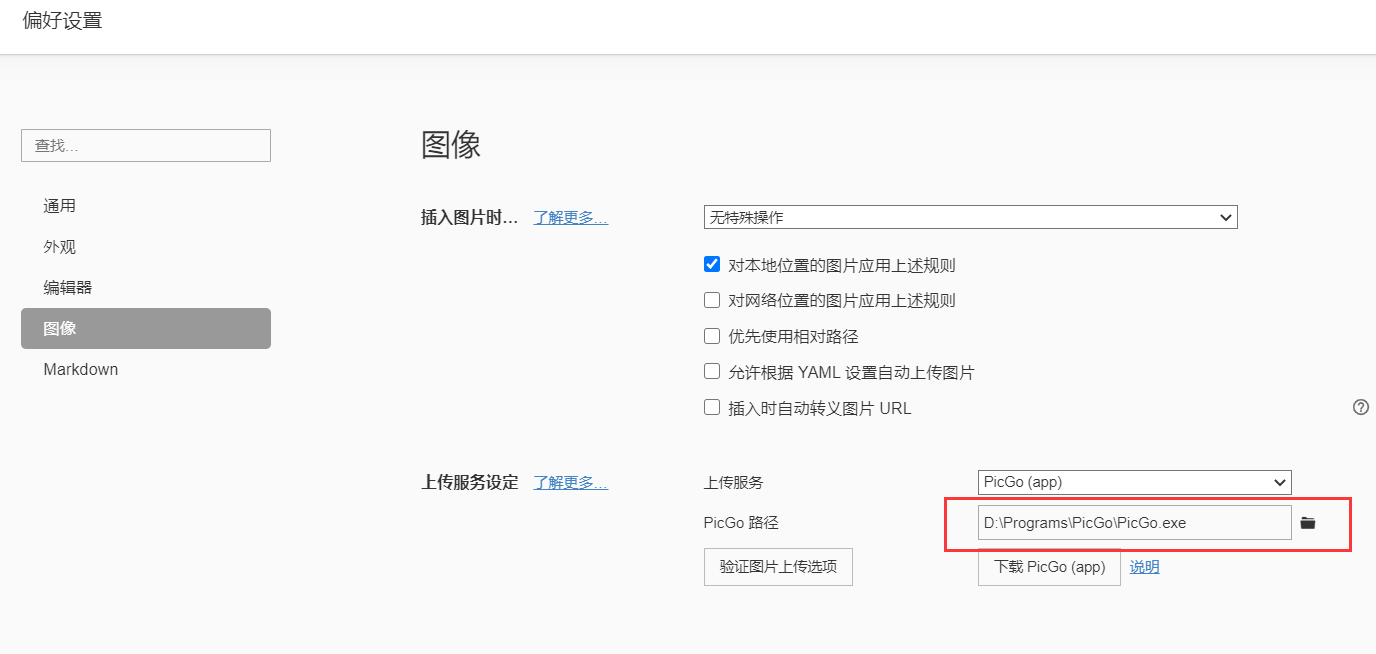 偏好设置
查找...
通用
外观
编辑器
图像
Markdown
图像
插入图片时... 了解更多... 无特殊操作
对本地位置的图片应用上述规则
对网络位置的图片应用上述规则
优先使用相对路径
允许根据 YAML 设置自动上传图片
插入时自动转义图片 URL
上传服务设定 了解更多... 上传服务 PicGo (app)
PicGo 路径 D:\Programs\PicGo\PicGo.exe
验证图片上传选项 下载 PicGo (app) 说明